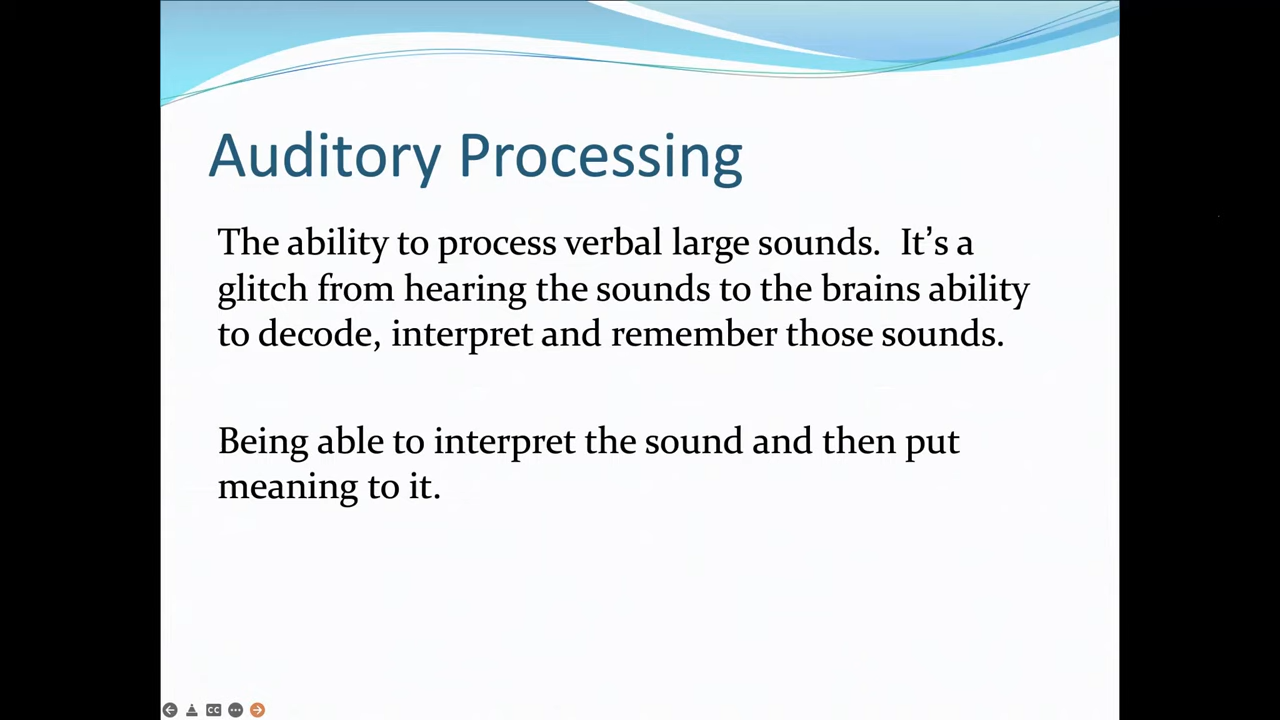 Auditory Processing
The ability to process verbal large sounds.  It’s a
glitch from hearing the sounds to the brains ability
to decode, interpret and remember those sounds.
Being able to interpret the sound and then put
meaning to it.
CC